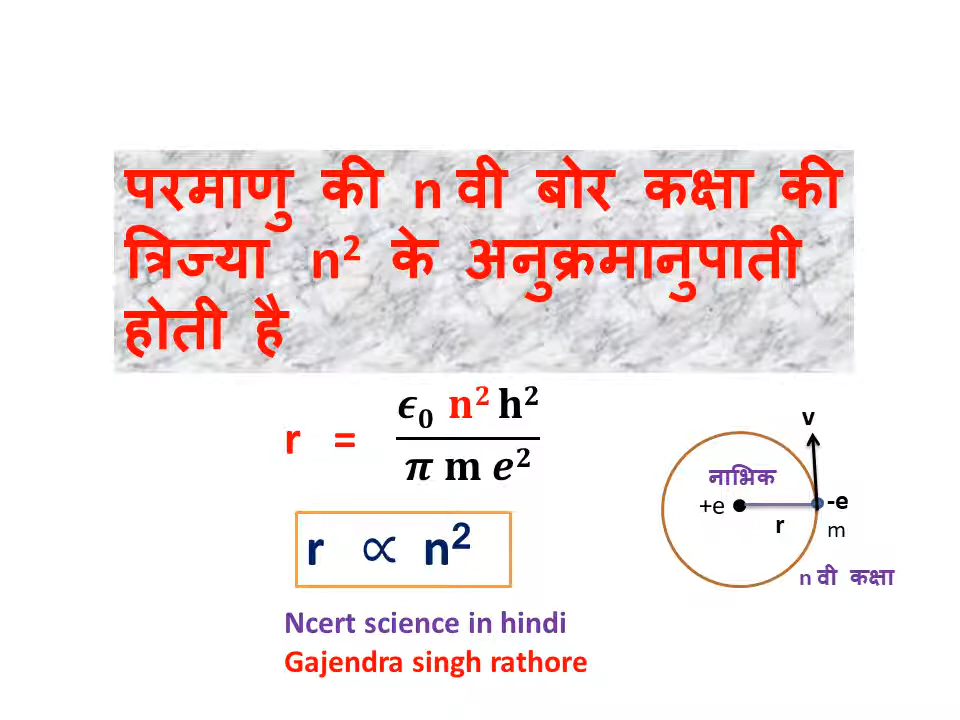 परमाणु की n वी बोर कक्षा की
त्रिज्या n² के अनुक्रमानुपाती
होती है
r = ϵ₀ n² h² / π m e²
r ∝ n²
v
नाभिक
+e
-e
r
m
n वी कक्षा
Ncert science in hindi
Gajendra singh rathore